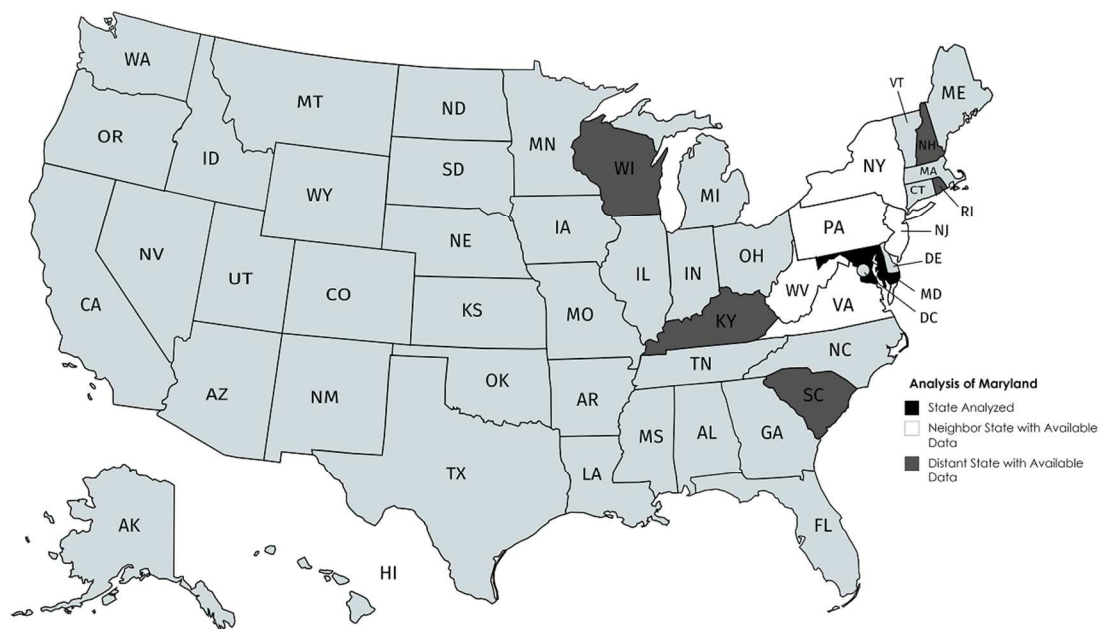 WA
MT
ND
MN
VT
ME
OR
ID
SD
WI
NH
NY
MA
WY
MI
CT
RI
IA
PA
NJ
NE
NV
OH
DE
UT
IL
IN
CO
WV
MD
CA
KS
MO
VA
DC
KY
NC
TN
OK
AZ
NM
AR
SC
Analysis of Maryland
State Analyzed
Neighbor State with Available
Data
Distant State with Available
Data
MS
AL
GA
TX
LA
AK
FL
HI